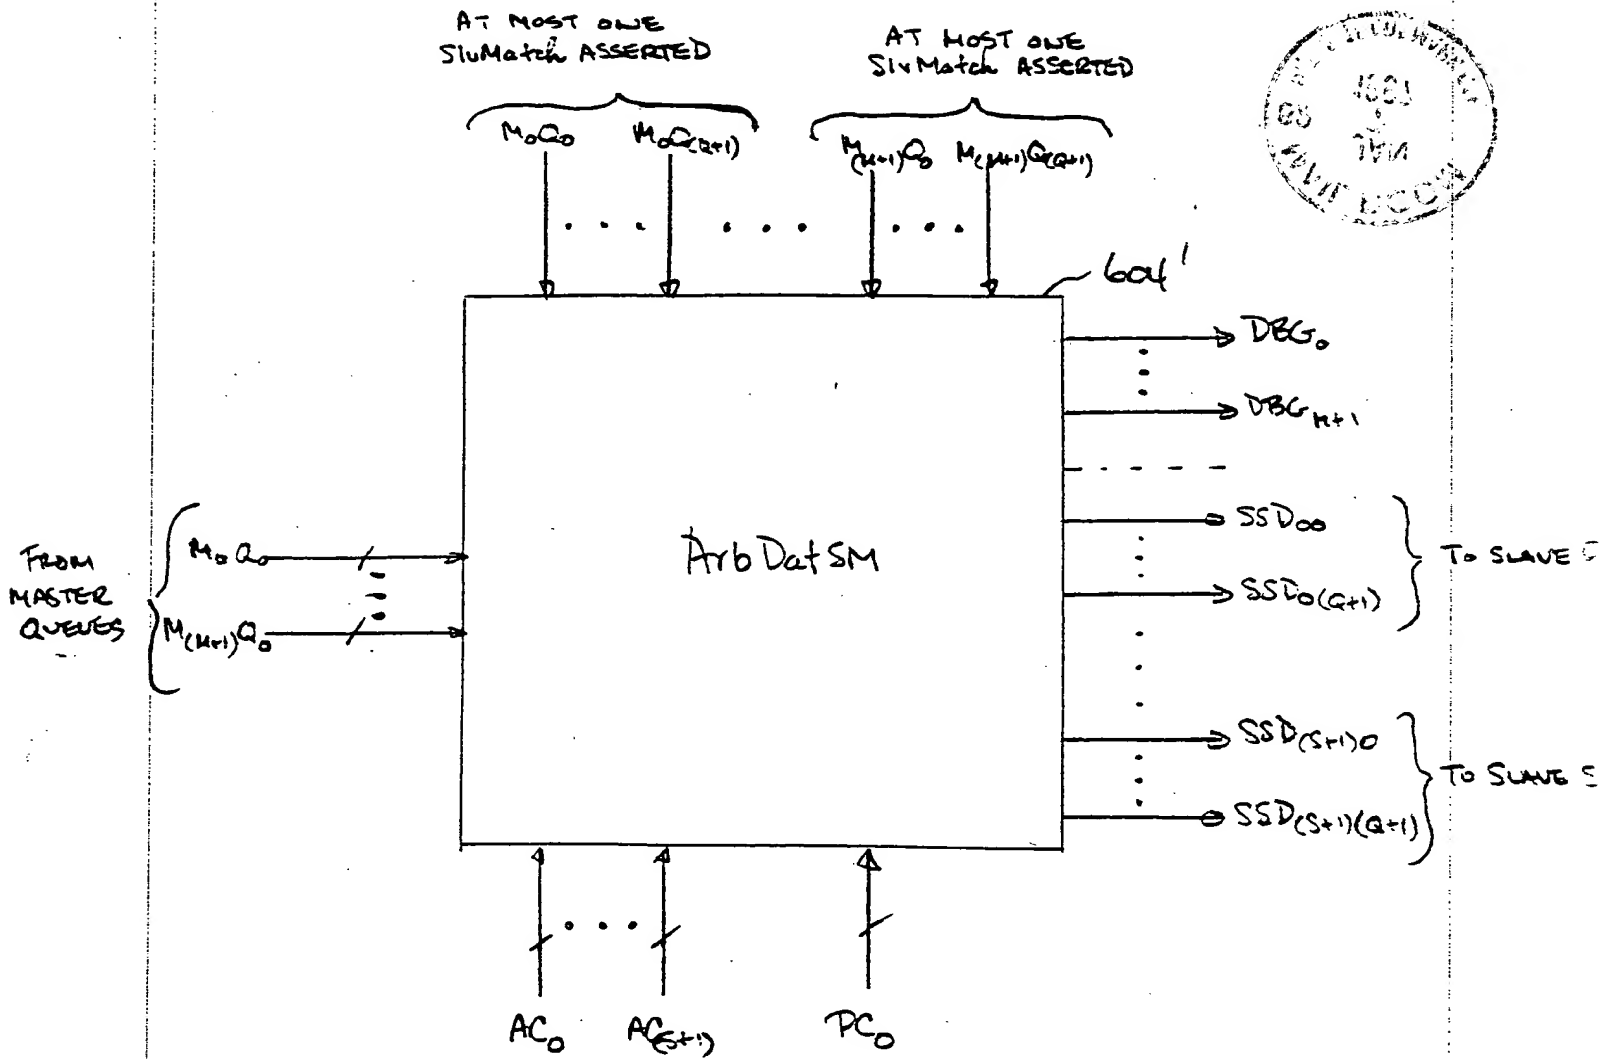 AT MOST ONE
SlvMatch ASSERTED
AT MOST ONE
SlvMatch ASSERTED
M₀Q₀
M₀Q(Q+1)
M(M+1)Q₀
M(M+1)Q(Q+1)
604'
DBG₀
DBG M+1
SSD₀₀
FROM
MASTER
QUEUES
M₀Q₀
M(M+1)Q₀
ArbDatSM
TO SLAVE
SSD₀(Q+1)
SSD(S+1)0
TO SLAVE S
SSD(S+1)(Q+1)
AC₀
AC(S+1)
PC₀